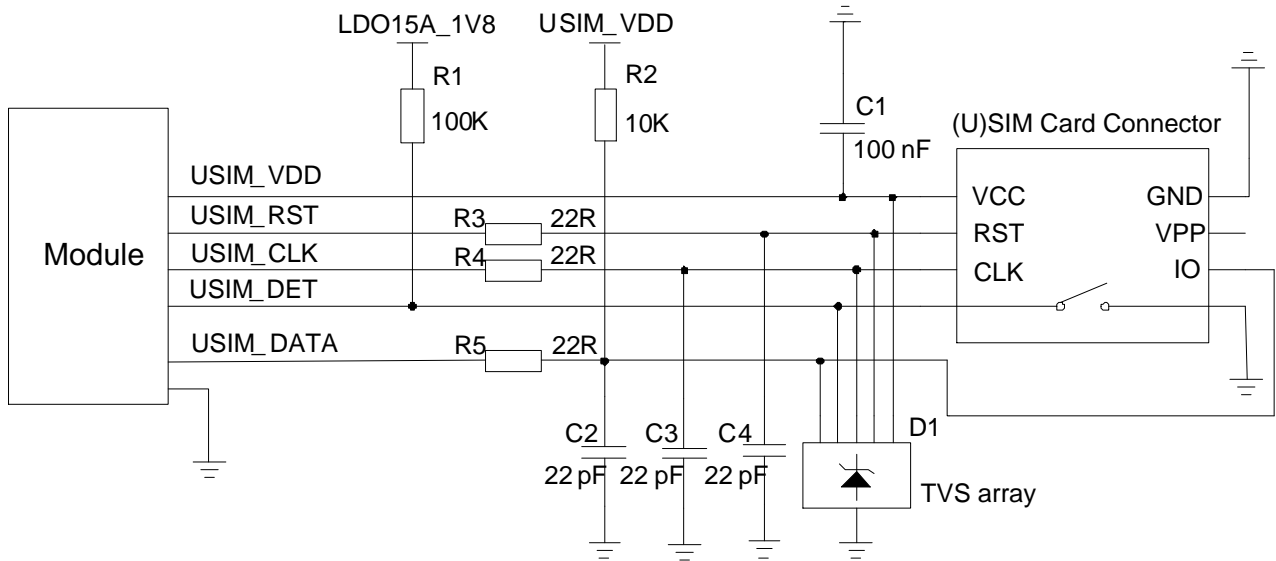 LDO15A_1V8
USIM_VDD
R1
100K
R2
10K
C1
100 nF
(U)SIM Card Connector
Module
USIM_VDD
USIM_RST
USIM_CLK
USIM_DET
USIM_DATA
R3 22R
R4 22R
R5 22R
VCC
RST
CLK
GND
VPP
IO
C2
22 pF
C3
22 pF
C4
22 pF
D1
TVS array